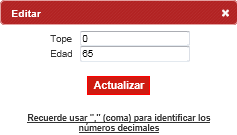 Editar
Tope 0
Edad 65
Actualizar
Recuerde usar "," (coma) para identificar los
números decimales